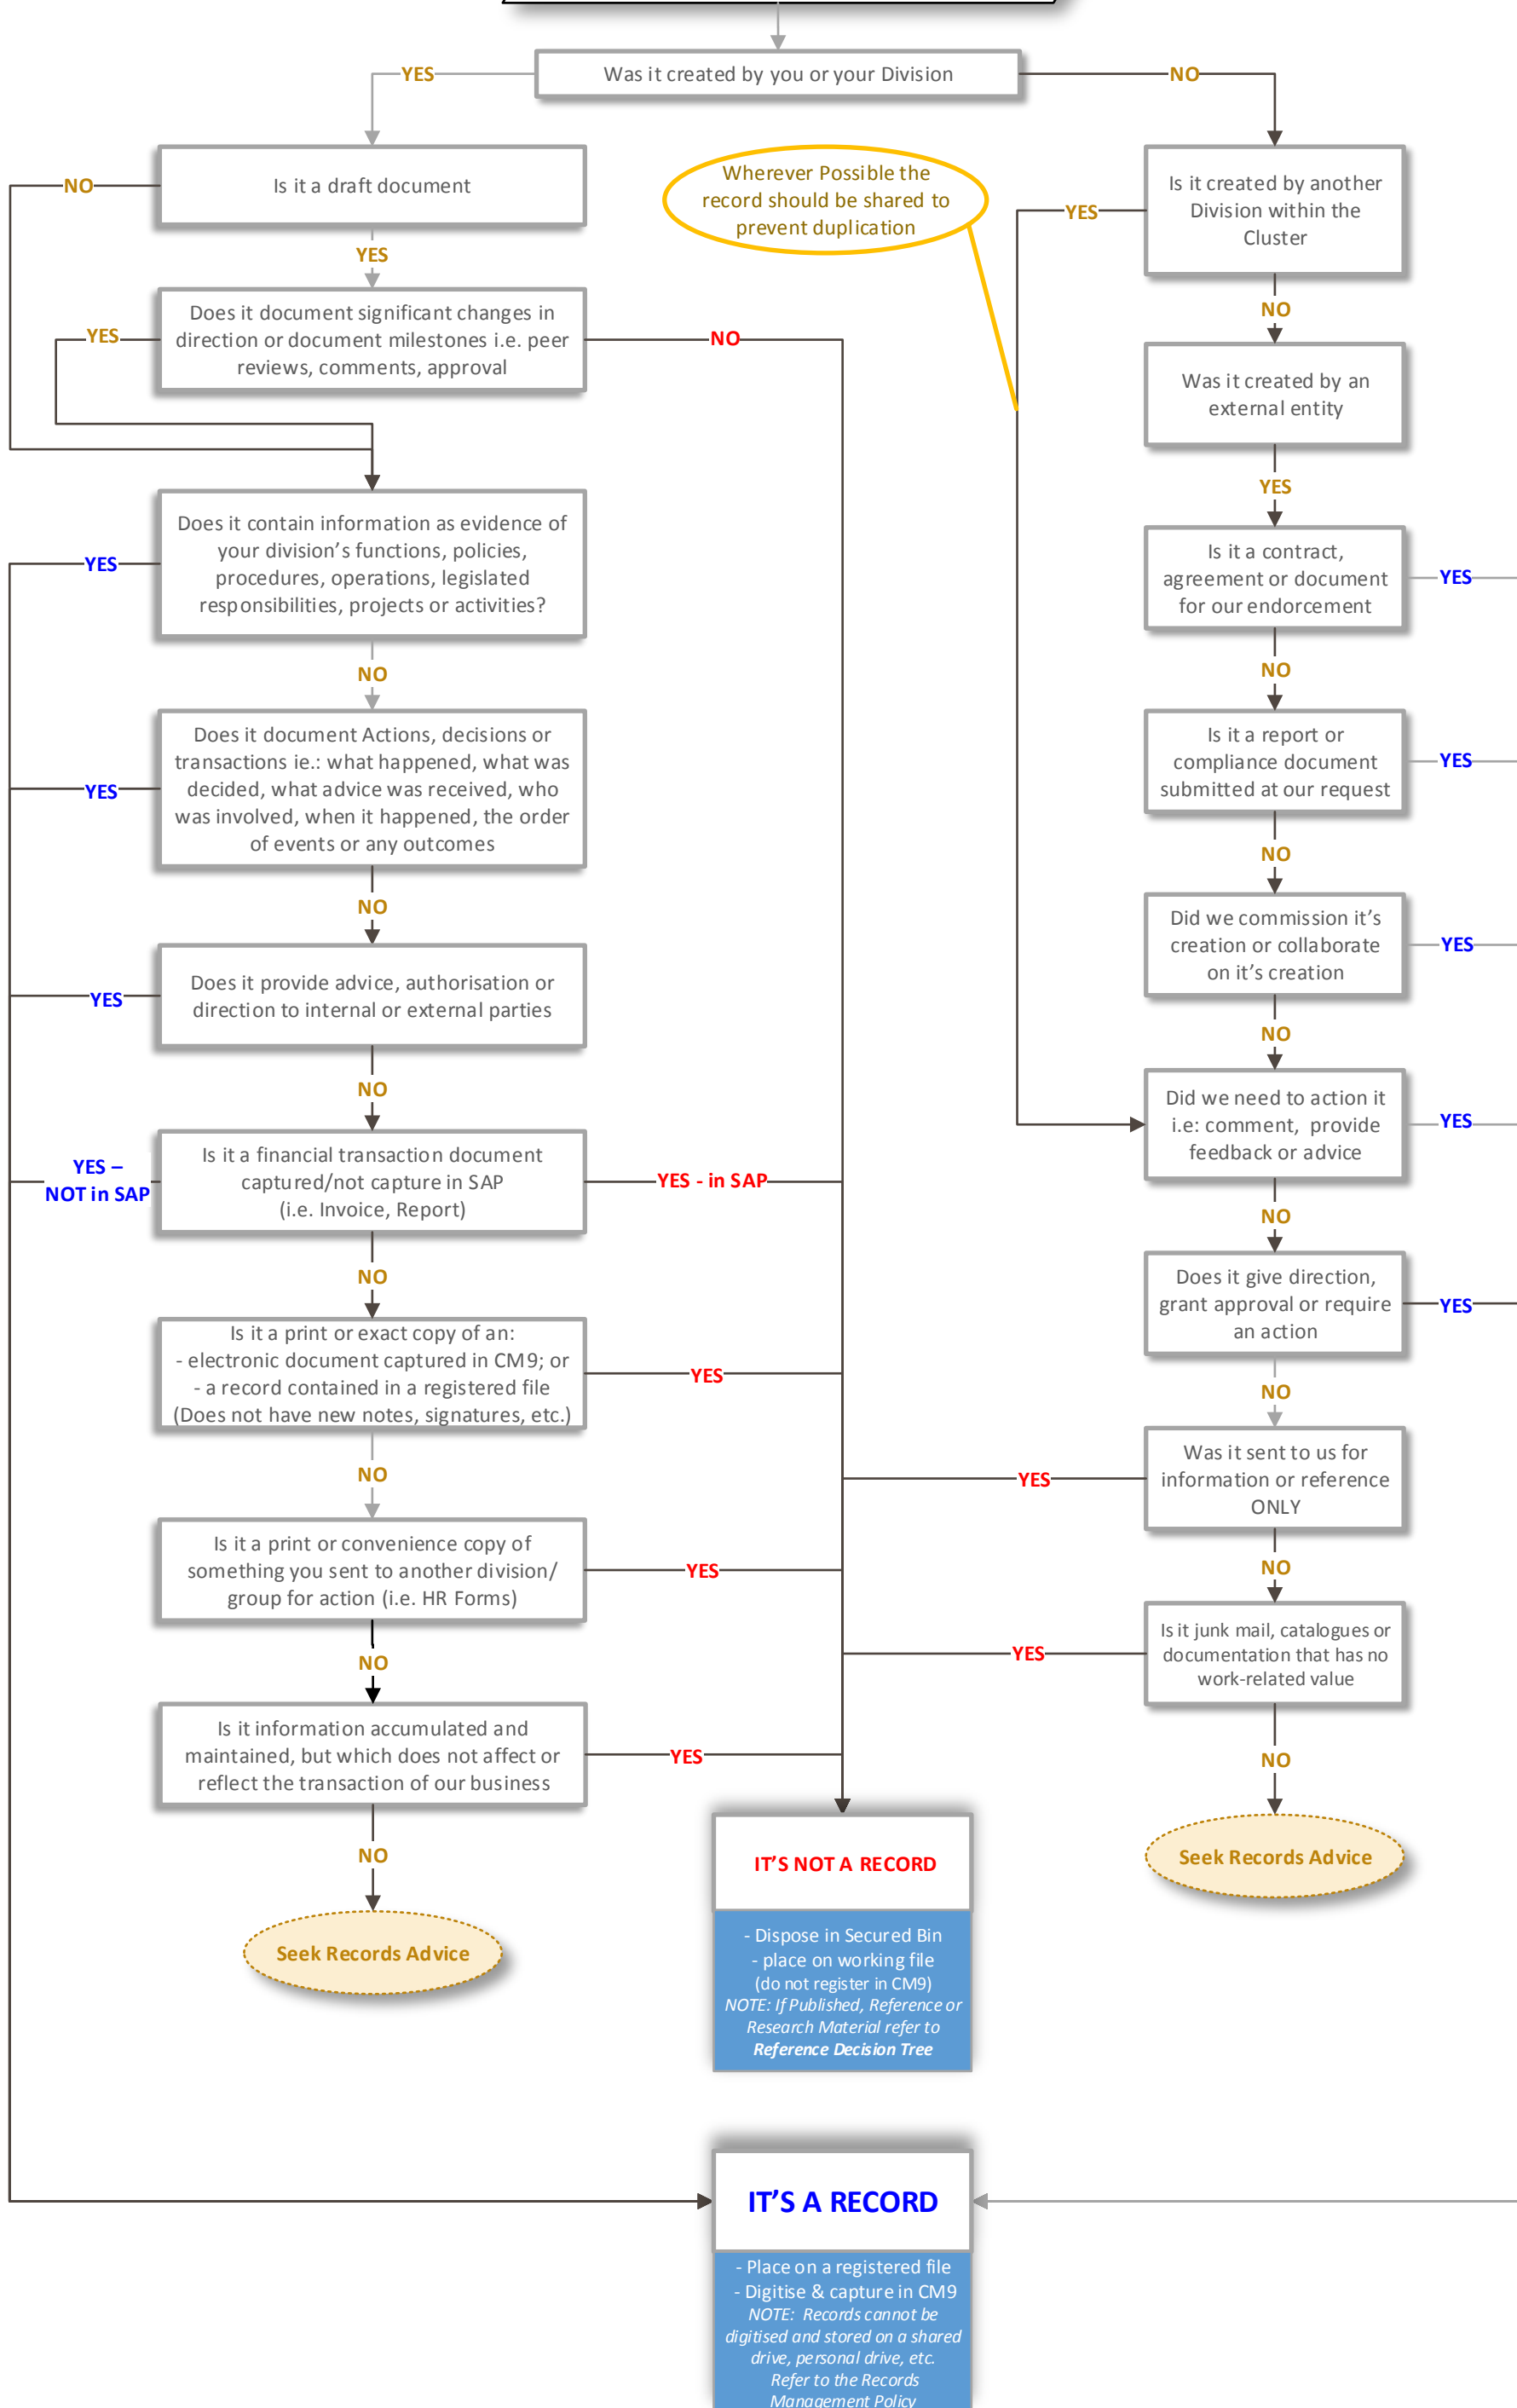 Was it created by you or your Division
YES
NO
Is it a draft document
NO
YES
Does it document significant changes in
direction or document milestones i.e. peer
reviews, comments, approval
YES
NO
Does it contain information as evidence of
your division's functions, policies,
procedures, operations, legislated
responsibilities, projects or activities?
YES
NO
Does it document Actions, decisions or
transactions ie.: what happened, what was
decided, what advice was received, who
was involved, when it happened, the order
of events or any outcomes
YES
NO
Does it provide advice, authorisation or
direction to internal or external parties
YES
NO
Is it a financial transaction document
captured/not capture in SAP
(i.e. Invoice, Report)
YES –
NOT in SAP
YES - in SAP
NO
Is it a print or exact copy of an:
- electronic document captured in CM9; or
- a record contained in a registered file
(Does not have new notes, signatures, etc.)
YES
NO
Is it a print or convenience copy of
something you sent to another division/
group for action (i.e. HR Forms)
YES
NO
Is it information accumulated and
maintained, but which does not affect or
reflect the transaction of our business
YES
NO
Seek Records Advice
Wherever Possible the
record should be shared to
prevent duplication
Is it created by another
Division within the
Cluster
YES
NO
Was it created by an
external entity
YES
Is it a contract,
agreement or document
for our endorcement
YES
NO
Is it a report or
compliance document
submitted at our request
YES
NO
Did we commission it's
creation or collaborate
on it's creation
YES
NO
Did we need to action it
i.e: comment, provide
feedback or advice
YES
NO
Does it give direction,
grant approval or require
an action
YES
NO
Was it sent to us for
information or reference
ONLY
YES
NO
Is it junk mail, catalogues or
documentation that has no
work-related value
YES
NO
Seek Records Advice
IT'S NOT A RECORD
- Dispose in Secured Bin
- place on working file
(do not register in CM9)
NOTE: If Published, Reference or
Research Material refer to
Reference Decision Tree
IT'S A RECORD
- Place on a registered file
- Digitise & capture in CM9
NOTE: Records cannot be
digitised and stored on a shared
drive, personal drive, etc.
Refer to the Records
Management Policy